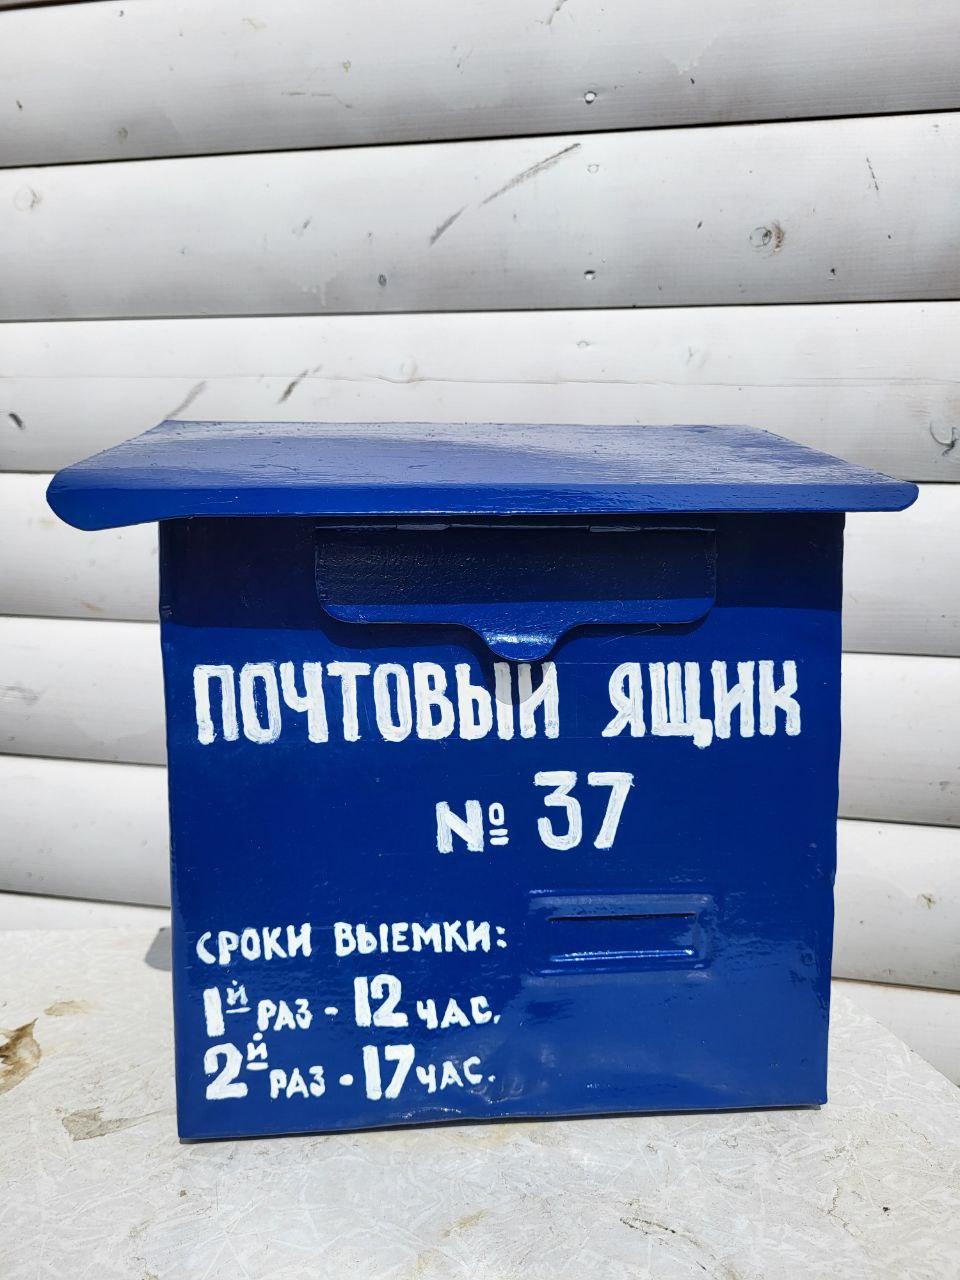 ПОЧТОВЫЙ ЯЩИК
№ 37
СРОКИ ВЫЕМКИ:
1й РАЗ - 12 ЧАС.
2й РАЗ - 17 ЧАС.